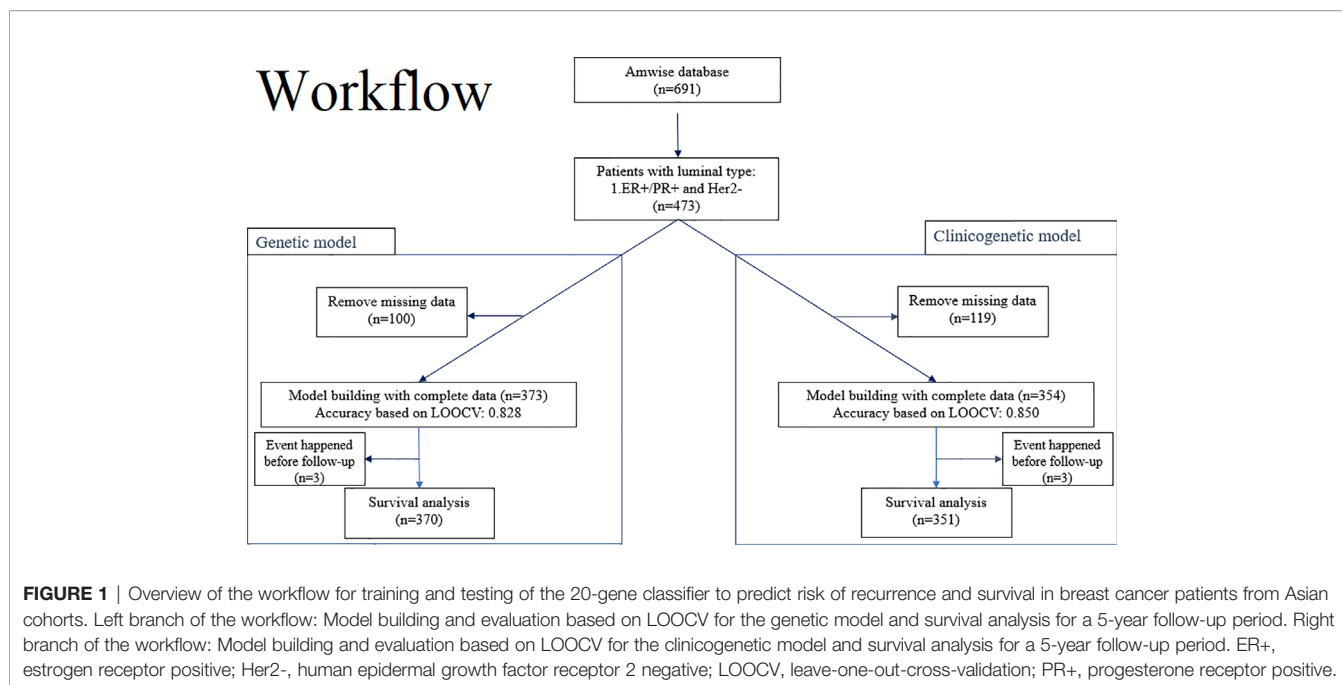 Workflow
Amwise database
(n=691)
Patients with luminal type:
1.ER+/PR+ and Her2-
(n=473)
Genetic model
Remove missing data
(n=100)
Model building with complete data (n=373)
Accuracy based on LOOCV: 0.828
Event happened
before follow-up
(n=3)
Survival analysis
(n=370)
Clinicogenetic model
Remove missing data
(n=119)
Model building with complete data (n=354)
Accuracy based on LOOCV: 0.850
Event happened
before follow-up
(n=3)
Survival analysis
(n=351)
FIGURE 1 | Overview of the workflow for training and testing of the 20-gene classifier to predict risk of recurrence and survival in breast cancer patients from Asian
cohorts. Left branch of the workflow: Model building and evaluation based on LOOCV for the genetic model and survival analysis for a 5-year follow-up period. Right
branch of the workflow: Model building and evaluation based on LOOCV for the clinicogenetic model and survival analysis for a 5-year follow-up period. ER+,
estrogen receptor positive; Her2-, human epidermal growth factor receptor 2 negative; LOOCV, leave-one-out-cross-validation; PR+, progesterone receptor positive.